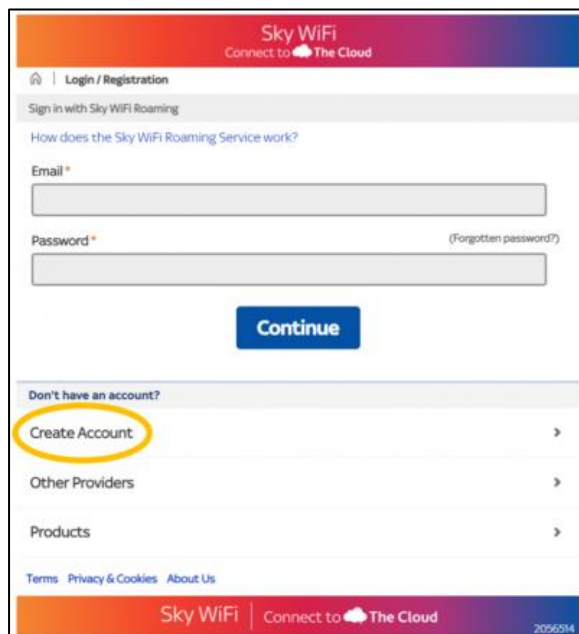 Sky WiFi
Connect to The Cloud
Login / Registration
Sign in with Sky WiFi Roaming
How does the Sky WiFi Roaming Service work?
Email *
Password * (Forgotten password?)
Continue
Don't have an account?
Create Account
Other Providers
Products
Terms Privacy & Cookies About Us
Sky WiFi | Connect to The Cloud
2056514